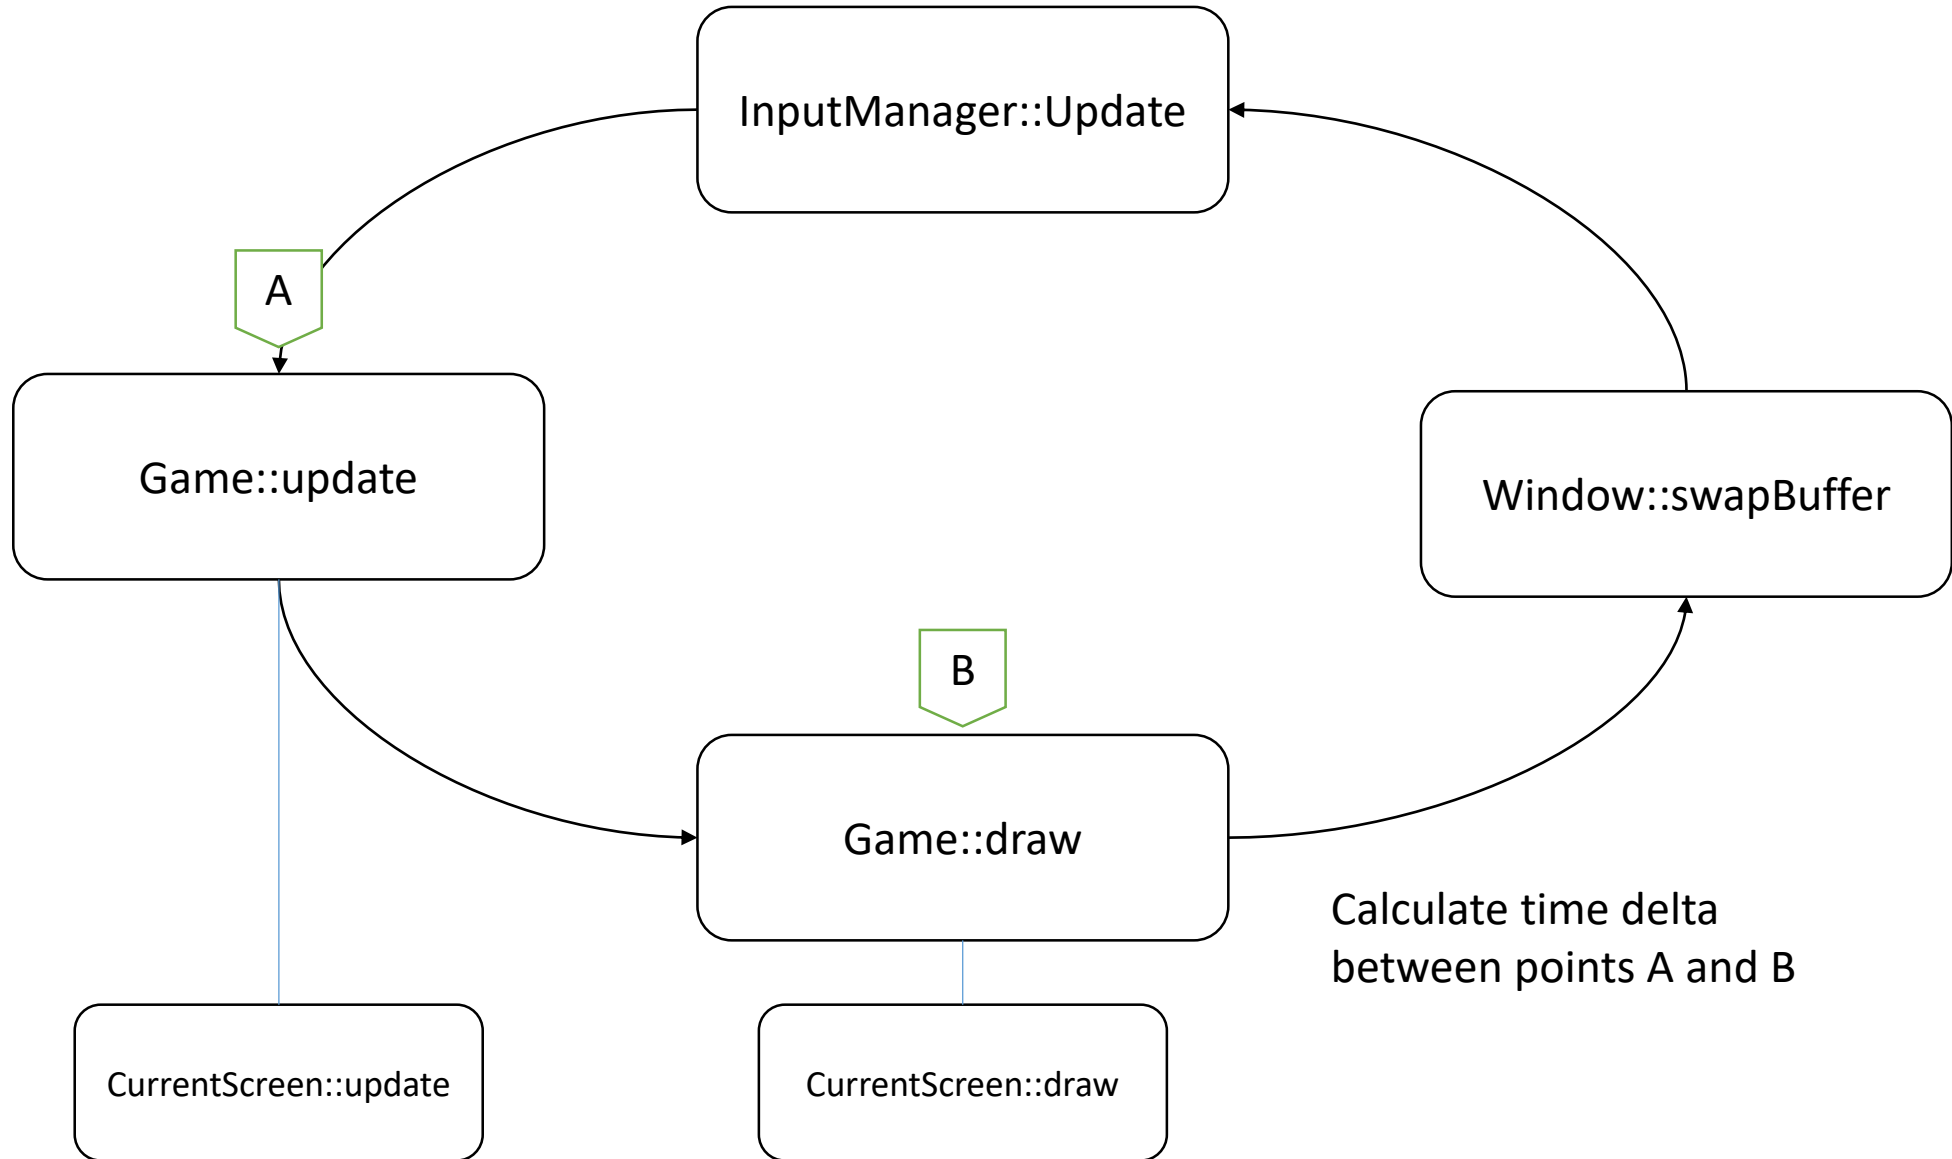 InputManager::Update
A
Game::update
Window::swapBuffer
B
Game::draw
Calculate time delta
between points A and B
CurrentScreen::update
CurrentScreen::draw